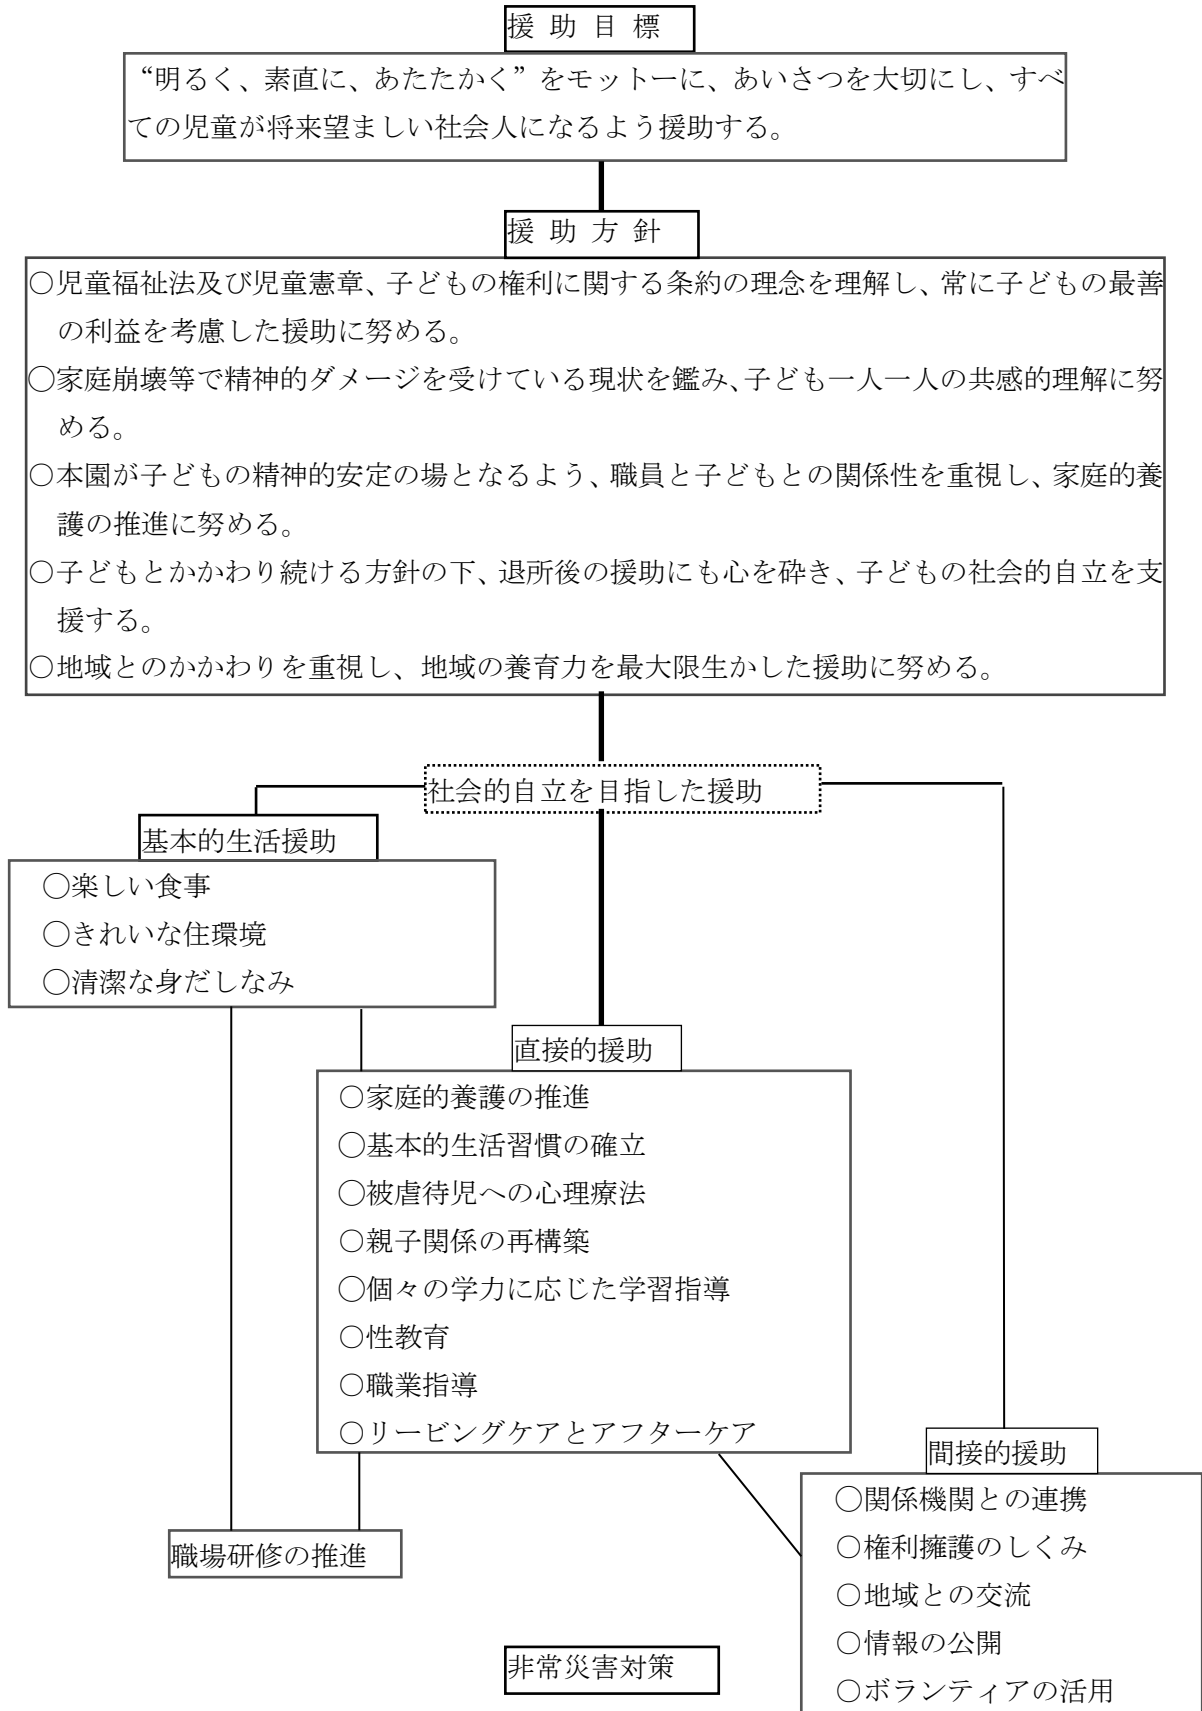 援 助 目 標
“明るく、素直に、あたたかく”をモットーに、あいさつを大切にし、すべ
ての児童が将来望ましい社会人になるよう援助する。
援 助 方 針
○児童福祉法及び児童憲章、子どもの権利に関する条約の理念を理解し、常に子どもの最善
の利益を考慮した援助に努める。
○家庭崩壊等で精神的ダメージを受けている現状を鑑み、子ども一人一人の共感的理解に努
める。
○本園が子どもの精神的安定の場となるよう、職員と子どもとの関係性を重視し、家庭的養
護の推進に努める。
○子どもとかかわり続ける方針の下、退所後の援助にも心を砕き、子どもの社会的自立を支
援する。
○地域とのかかわりを重視し、地域の養育力を最大限生かした援助に努める。
社会的自立を目指した援助
基本的生活援助
○楽しい食事
○きれいな住環境
○清潔な身だしなみ
直接的援助
○家庭的養護の推進
○基本的生活習慣の確立
○被虐待児への心理療法
○親子関係の再構築
○個々の学力に応じた学習指導
○性教育
○職業指導
○リービングケアとアフターケア
間接的援助
○関係機関との連携
○権利擁護のしくみ
○地域との交流
○情報の公開
○ボランティアの活用
職場研修の推進
非常災害対策